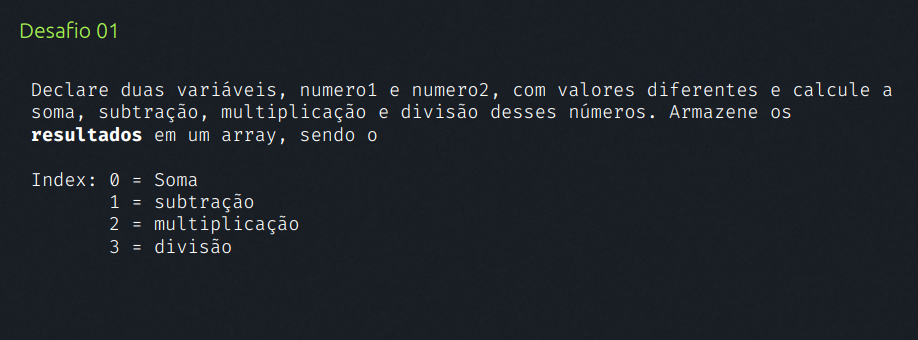 Desafio 01
Declare duas variáveis, numero1 e numero2, com valores diferentes e calcule a
soma, subtração, multiplicação e divisão desses números. Armazene os
resultados em um array, sendo o
Index: 0 = Soma
1 = subtração
2 = multiplicação
3 = divisão